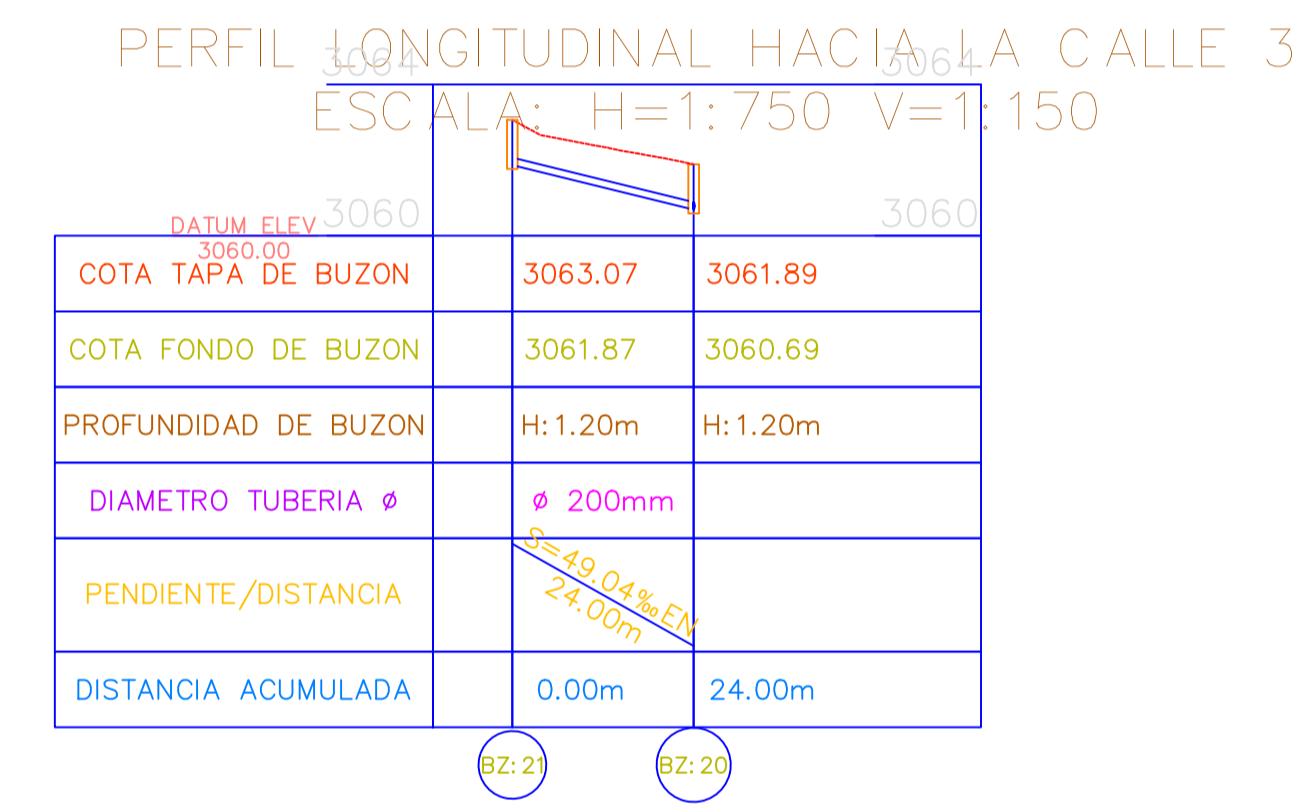 PERFIL LONGITUDINAL HACIA LA CALLE 3
3064 3064
ESCALA: H=1:750 V=1:150
3060 3060
DATUM ELEV
3060.00
COTA TAPA DE BUZON 3063.07 3061.89
COTA FONDO DE BUZON 3061.87 3060.69
PROFUNDIDAD DE BUZON H:1.20m H:1.20m
DIAMETRO TUBERIA ø ø 200mm
PENDIENTE/DISTANCIA S=49.04‰ EN
24.00m
DISTANCIA ACUMULADA 0.00m 24.00m
BZ:21 BZ:20